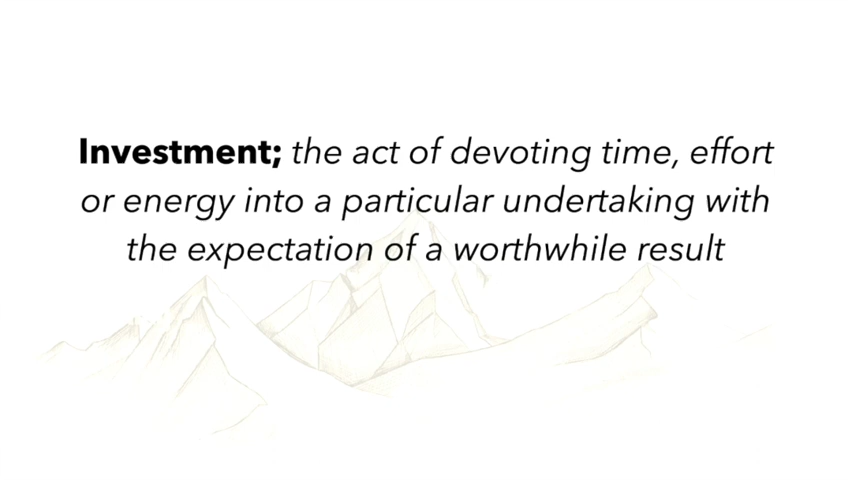 Investment; the act of devoting time, effort
or energy into a particular undertaking with
the expectation of a worthwhile result